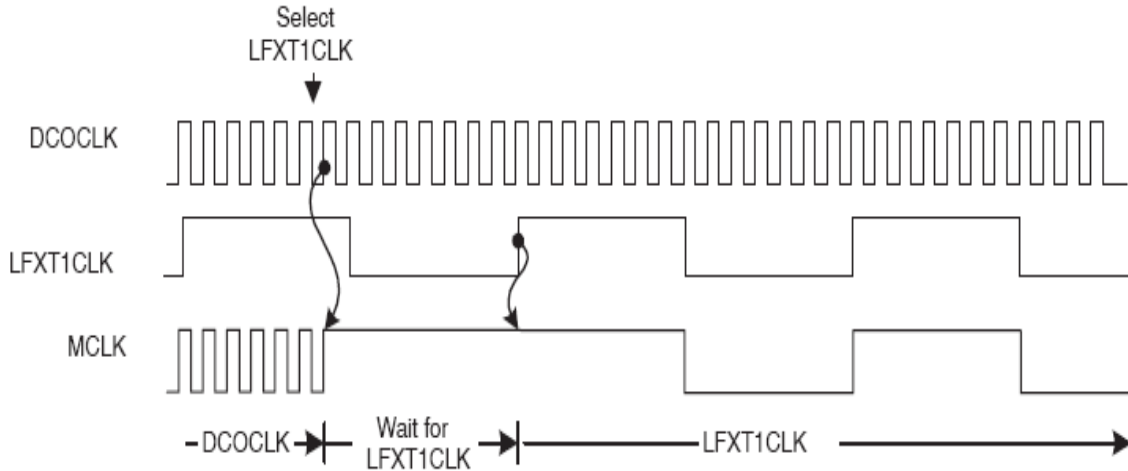 Select
LFXT1CLK
DCOCLK
LFXT1CLK
MCLK
DCOCLK
Wait for
LFXT1CLK
LFXT1CLK